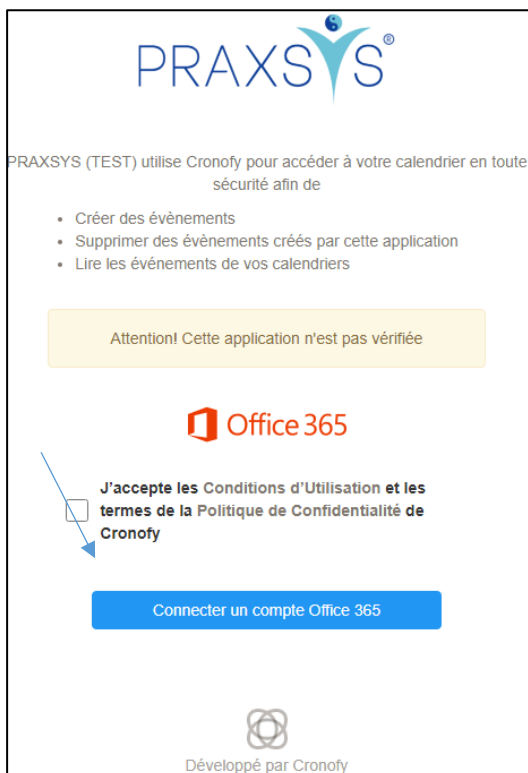 PRAXSYS®
PRAXSYS (TEST) utilise Cronofy pour accéder à votre calendrier en toute
sécurité afin de
• Créer des évènements
• Supprimer des évènements créés par cette application
• Lire les événements de vos calendriers
Attention! Cette application n'est pas vérifiée
Office 365
J’accepte les Conditions d’Utilisation et les
termes de la Politique de Confidentialité de
Cronofy
Connecter un compte Office 365
Développé par Cronofy